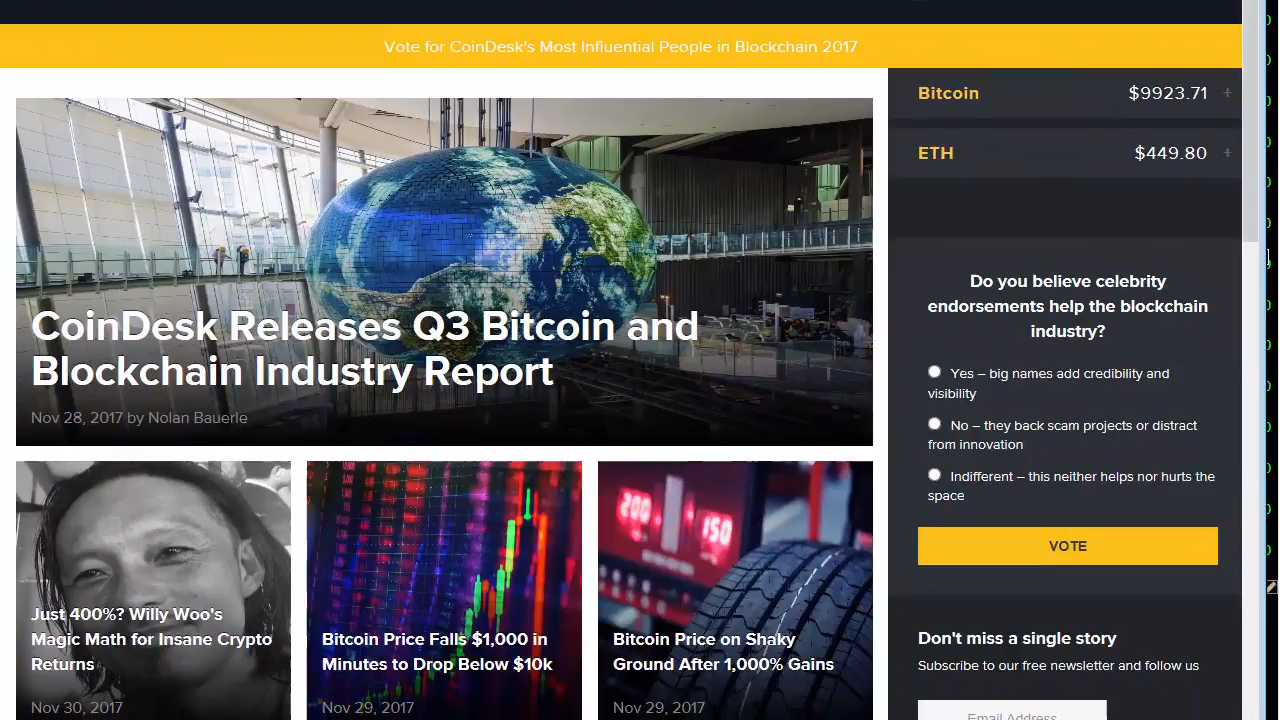 Vote for CoinDesk's Most Influential People in Blockchain 2017
CoinDesk Releases Q3 Bitcoin and
Blockchain Industry Report
Nov 28, 2017 by Nolan Bauerle
Just 400%? Willy Woo's
Magic Math for Insane Crypto
Returns
Nov 30, 2017
Bitcoin Price Falls $1,000 in
Minutes to Drop Below $10k
Nov 29, 2017
200
150
Bitcoin Price on Shaky
Ground After 1,000% Gains
Nov 29, 2017
Bitcoin $9923.71 +
ETH $449.80 +
Do you believe celebrity
endorsements help the blockchain
industry?
Yes – big names add credibility and
visibility
No – they back scam projects or distract
from innovation
Indifferent – this neither helps nor hurts the
space
VOTE
Don't miss a single story
Subscribe to our free newsletter and follow us
Email Address